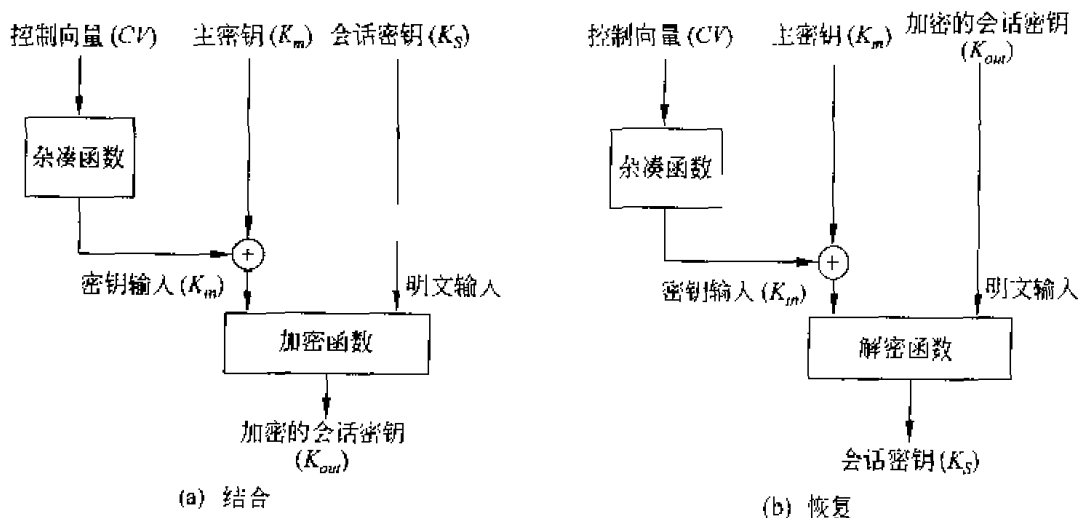 控制向量(CV)
主密钥(Km)
会话密钥(KS)
杂凑函数
+
密钥输入(Kin)
明文输入
加密函数
加密的会话密钥
(Kout)
(a) 结合
控制向量(CV)
主密钥(Km)
加密的会话密钥
(Kout)
杂凑函数
+
密钥输入(Kin)
明文输入
解密函数
会话密钥(KS)
(b) 恢复